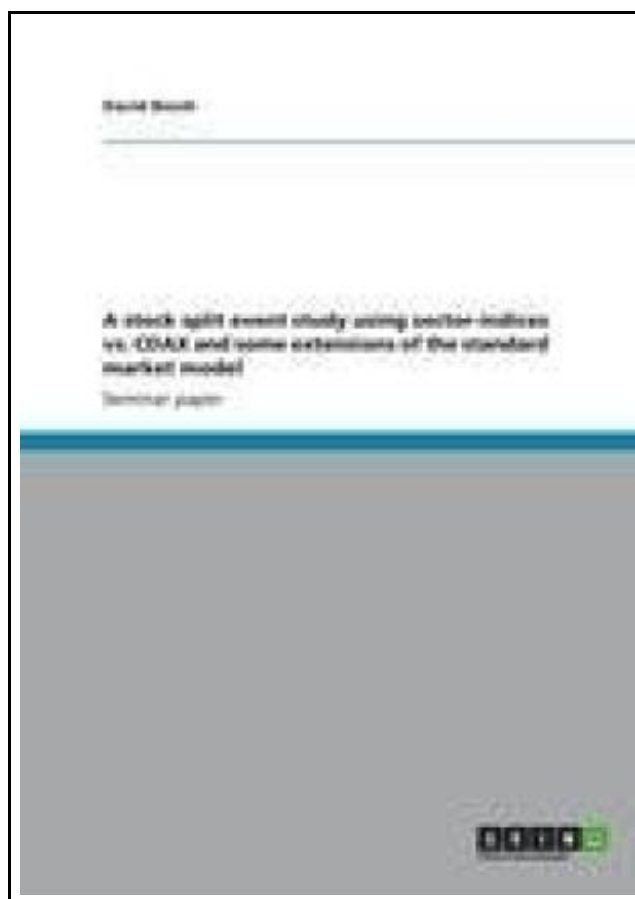 David
A stock split event study using sector-indices
vs. CDAX and some extensions of the standard
market model
Seminar paper
GRIN